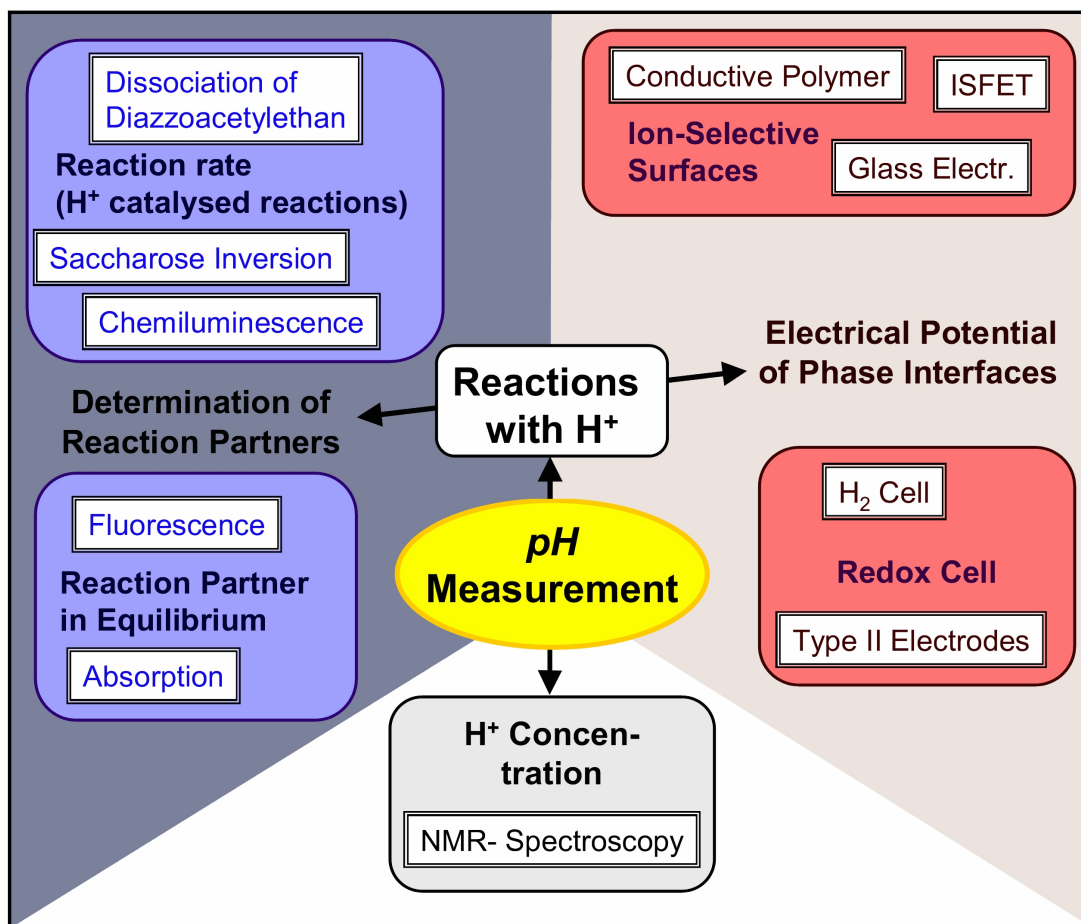 Dissociation of
Diazzoacetylethan
Reaction rate
(H⁺ catalysed reactions)
Saccharose Inversion
Chemiluminescence
Conductive Polymer
ISFET
Ion-Selective
Surfaces
Glass Electr.
Electrical Potential
of Phase Interfaces
Reactions
with H⁺
Determination of
Reaction Partners
Fluorescence
Reaction Partner
in Equilibrium
Absorption
pH
Measurement
H₂ Cell
Redox Cell
Type II Electrodes
H⁺ Concen-
tration
NMR- Spectroscopy